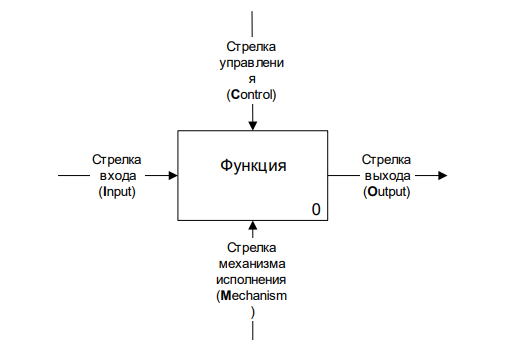 Стрелка
управлени
я
(Control)
Стрелка
входа
(Input)
Функция
0
Стрелка
выхода
(Output)
Стрелка
механизма
исполнения
(Mechanism
)